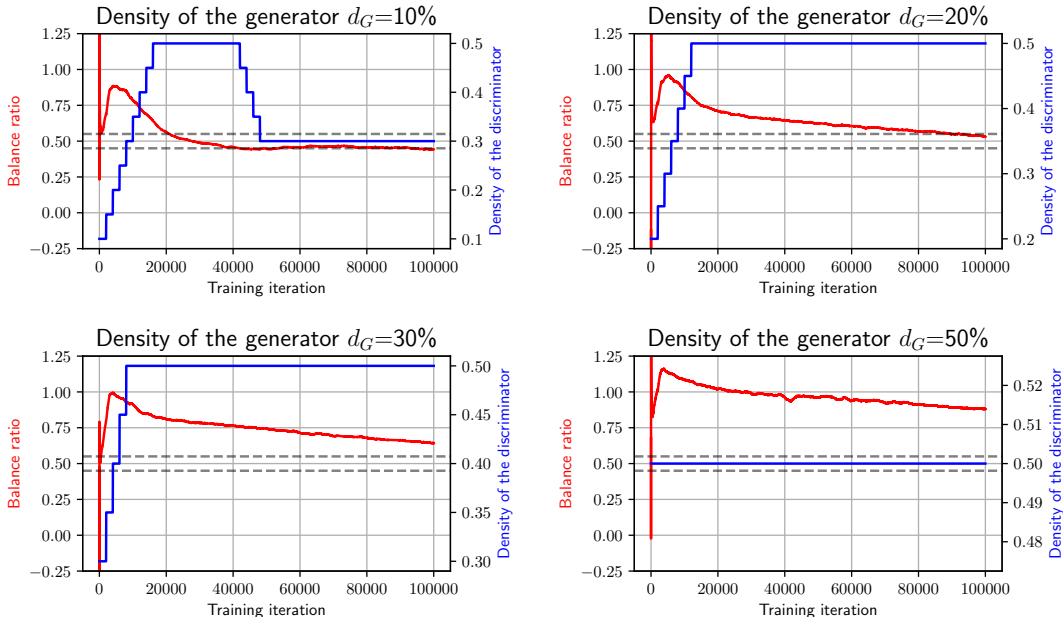 Density of the generator d_G=10%
Balance ratio
1.25
1.00
0.75
0.50
0.25
0.00
−0.25
0.5
0.4
0.3
0.2
0.1
Density of the discriminator
0 20000 40000 60000 80000 100000
Training iteration
Density of the generator d_G=20%
Balance ratio
1.25
1.00
0.75
0.50
0.25
0.00
−0.25
0.5
0.4
0.3
0.2
Density of the discriminator
0 20000 40000 60000 80000 100000
Training iteration
Density of the generator d_G=30%
Balance ratio
1.25
1.00
0.75
0.50
0.25
0.00
−0.25
0.50
0.45
0.40
0.35
0.30
Density of the discriminator
0 20000 40000 60000 80000 100000
Training iteration
Density of the generator d_G=50%
Balance ratio
1.25
1.00
0.75
0.50
0.25
0.00
−0.25
0.52
0.51
0.50
0.49
0.48
Density of the discriminator
0 20000 40000 60000 80000 100000
Training iteration